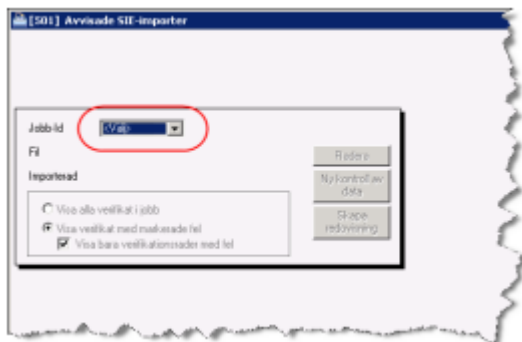 [S01] Avvisade SIE-importer
Jobb-Id
<Välj>
Fil
Radera
Importerad
Ny kontroll av
data
Visa alla verifikat i jobb
Skapa
redovisning
Visa verifikat med markerade fel
Visa bara verifikationsrader med fel